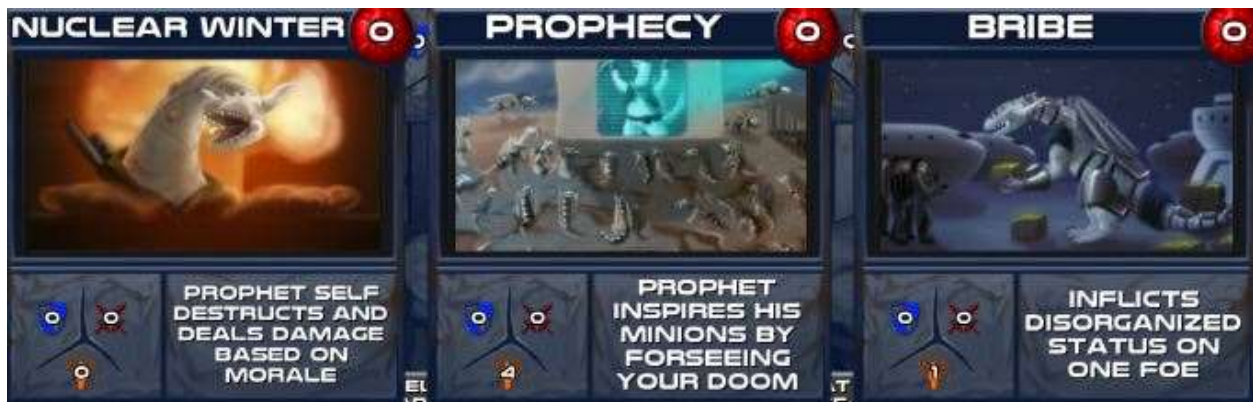 NUCLEAR WINTER 0
PROPHET SELF
DESTRUCTS AND
DEALS DAMAGE
BASED ON
MORALE
0 0
0
PROPHECY 0
PROPHET
INSPIRES HIS
MINIONS BY
FORSEEING
YOUR DOOM
0 0
4
BRIBE 0
INFLICTS
DISORGANIZED
STATUS ON
ONE FOE
0 0
1